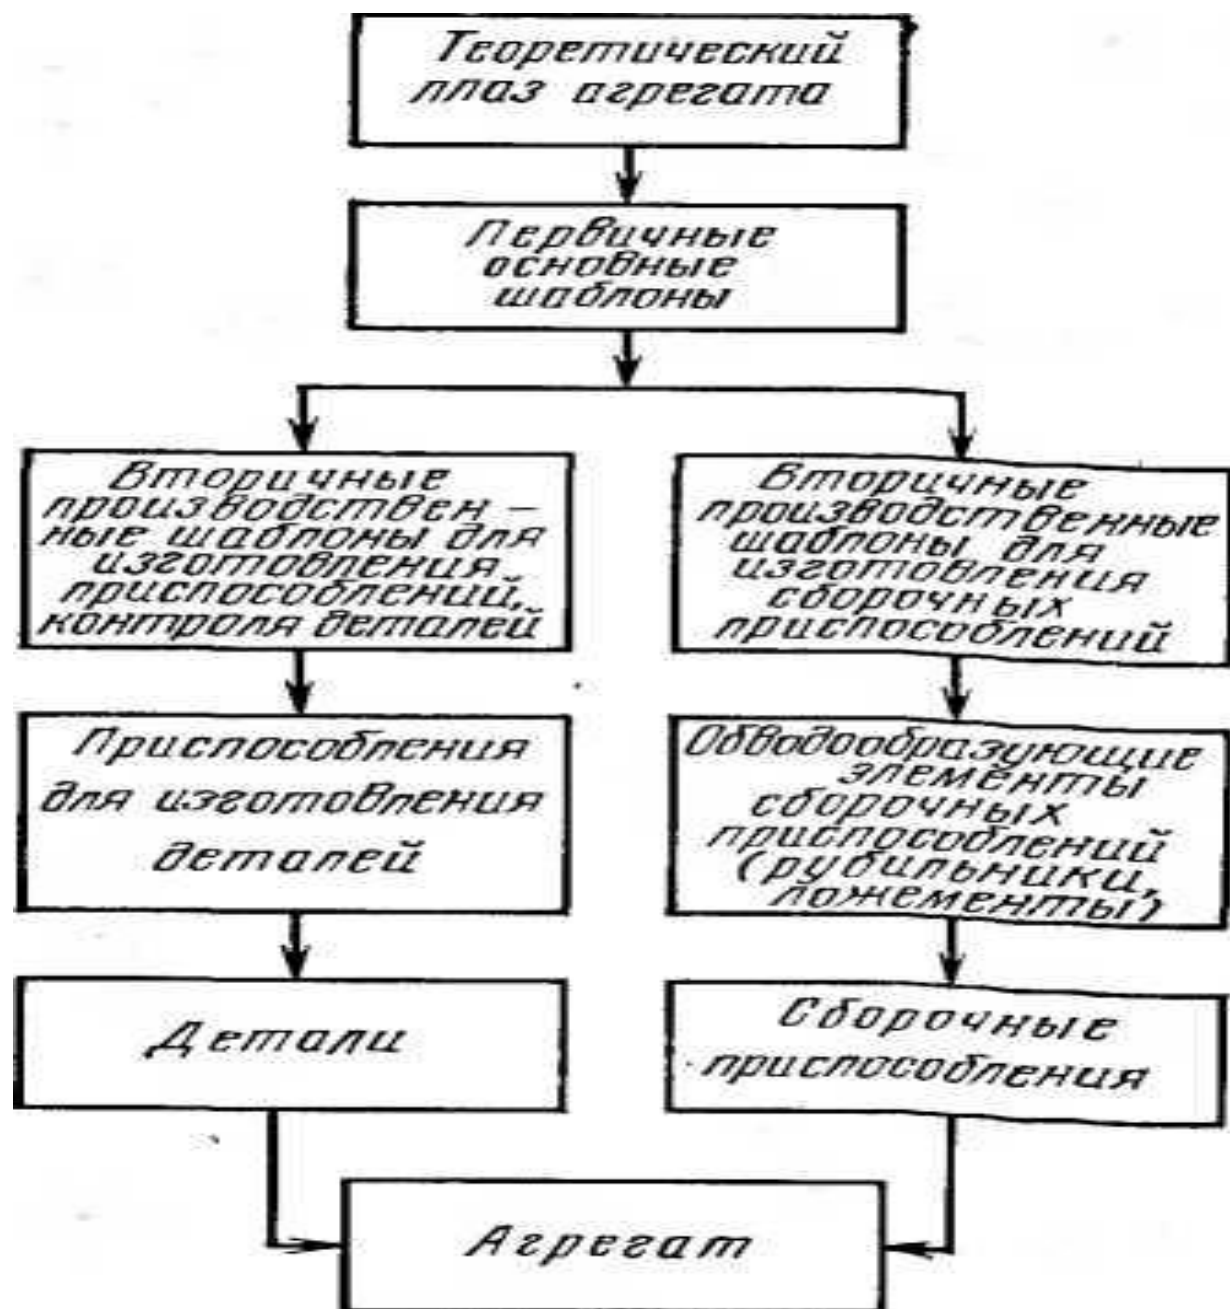 Теоретический
плаз агрегата
Первичные
основные
шаблоны
Вторичные
производствен –
ные шаблоны для
изготовления
приспособлений,
контроля деталей
Вторичные
производственные
шаблоны для
изготовления
сборочных
приспособлений
Приспособления
для изготовления
деталей
Обводообразующие
элементы
сборочных
приспособлений
(рубильники,
ложементы)
Детали
Сборочные
приспособления
Агрегат